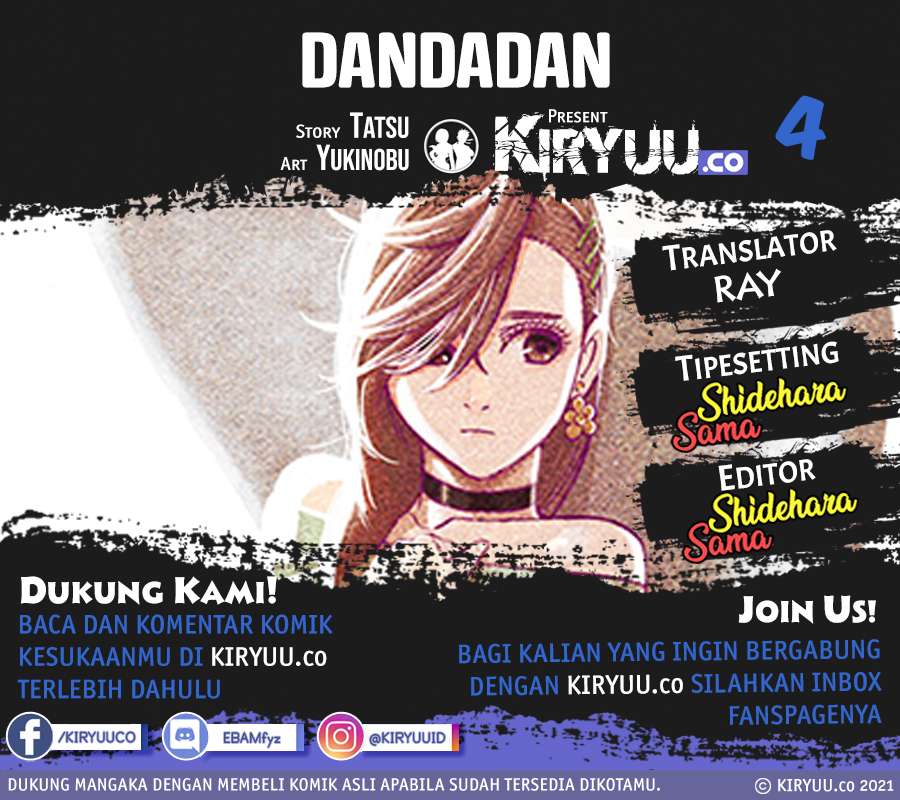 DANDADAN
STORY TATSU
ART YUKINOBU
PRESENT
KIRYUU.CO
4
TRANSLATOR
RAY
TIPESETTING
Shidehara
Sama
EDITOR
Shidehara
Sama
DUKUNG KAMI!
BACA DAN KOMENTAR KOMIK
KESUKAANMU DI KIRYUU.co
TERLEBIH DAHULU
JOIN US!
BAGI KALIAN YANG INGIN BERGABUNG
DENGAN KIRYUU.co SILAHKAN INBOX
FANSPAGENYA
/KIRYUUCO
EBAMfyz
@KIRYUUID
DUKUNG MANGAKA DENGAN MEMBELI KOMIK ASLI APABILA SUDAH TERSEDIA DIKOTAMU.
© KIRYUU.co 2021